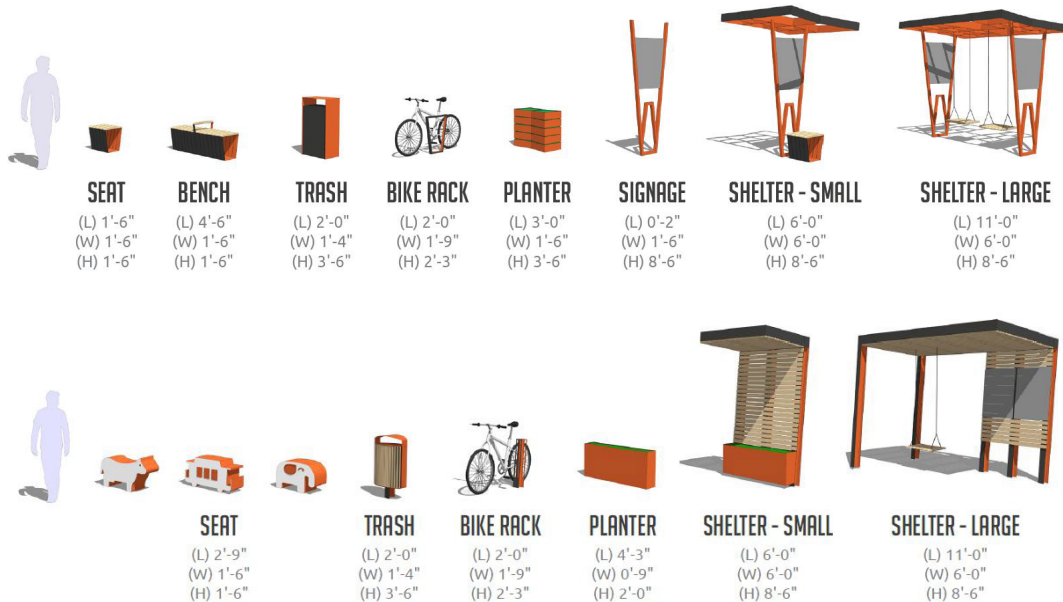 SEAT BENCH TRASH BIKE RACK PLANTER SIGNAGE SHELTER - SMALL SHELTER - LARGE
(L) 1'-6" (L) 4'-6" (L) 2'-0" (L) 2'-0" (L) 3'-0" (L) 0'-2" (L) 6'-0" (L) 11'-0"
(W) 1'-6" (W) 1'-6" (W) 1'-4" (W) 1'-9" (W) 1'-6" (W) 1'-6" (W) 6'-0" (W) 6'-0"
(H) 1'-6" (H) 1'-6" (H) 3'-6" (H) 2'-3" (H) 3'-6" (H) 8'-6" (H) 8'-6" (H) 8'-6"
SEAT TRASH BIKE RACK PLANTER SHELTER - SMALL SHELTER - LARGE
(L) 2'-9" (L) 2'-0" (L) 2'-0" (L) 4'-3" (L) 6'-0" (L) 11'-0"
(W) 1'-6" (W) 1'-4" (W) 1'-9" (W) 0'-9" (W) 6'-0" (W) 6'-0"
(H) 1'-6" (H) 3'-6" (H) 2'-3" (H) 2'-0" (H) 8'-6" (H) 8'-6"